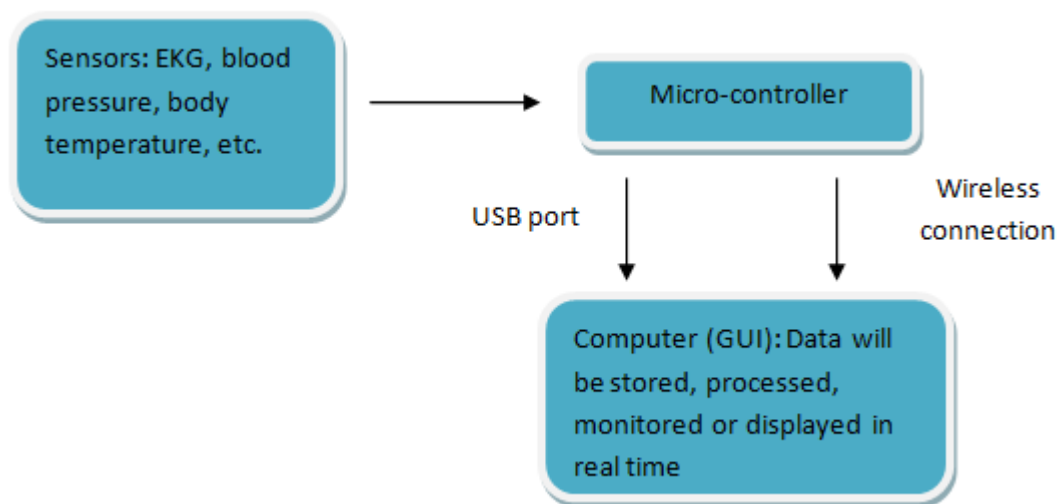 Sensors: EKG, blood
pressure, body
temperature, etc.
Micro-controller
USB port
Wireless
connection
Computer (GUI): Data will
be stored, processed,
monitored or displayed in
real time